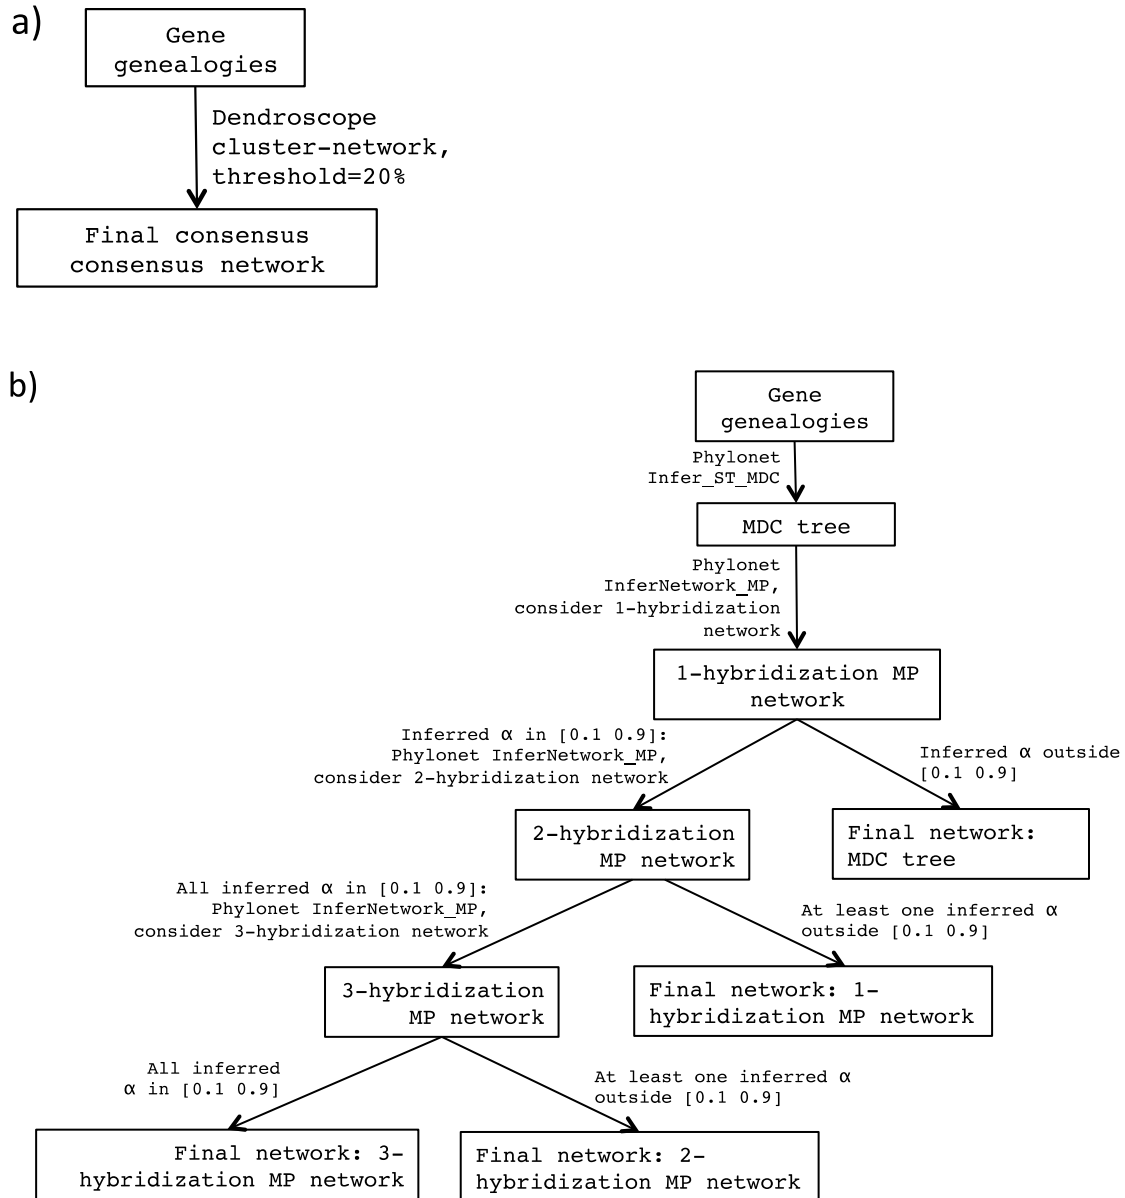 a)
Gene
genealogies
Dendroscope
cluster-network,
threshold=20%
Final consensus
consensus network
b)
Gene
genealogies
Phylonet
Infer_ST_MDC
MDC tree
Phylonet
InferNetwork_MP,
consider 1-hybridization
network
1-hybridization MP
network
Inferred α in [0.1 0.9]:
Phylonet InferNetwork_MP,
consider 2-hybridization network
Inferred α outside
[0.1 0.9]
2-hybridization
MP network
Final network:
MDC tree
All inferred α in [0.1 0.9]:
Phylonet InferNetwork_MP,
consider 3-hybridization network
At least one inferred α
outside [0.1 0.9]
3-hybridization
MP network
Final network: 1-
hybridization MP network
All inferred
α in [0.1 0.9]
At least one inferred α
outside [0.1 0.9]
Final network: 3-
hybridization MP network
Final network: 2-
hybridization MP network